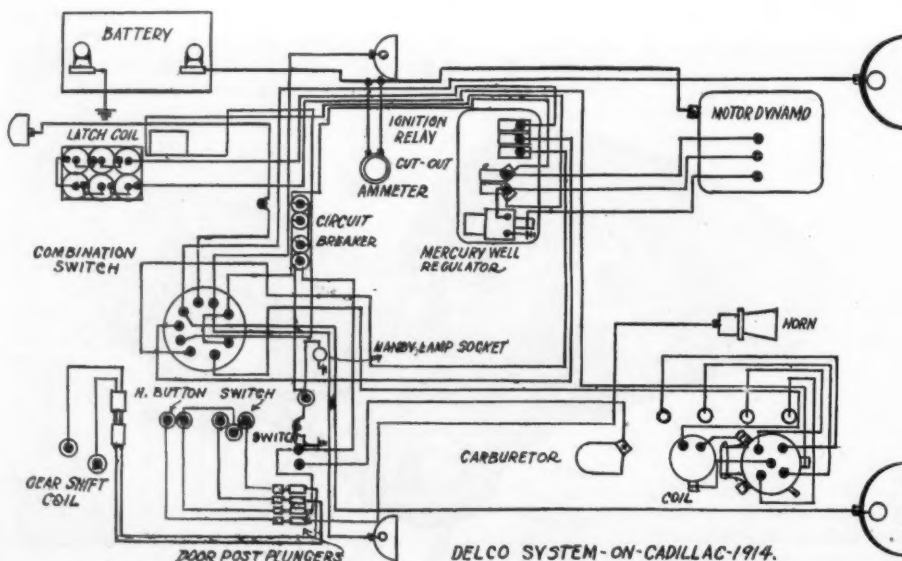 BATTERY
LATCH COIL
IGNITION
RELAY
CUT-OUT
AMMETER
MOTOR DYNAMO
CIRCUIT
BREAKER
MERCURY WELL
REGULATOR
COMBINATION
SWITCH
HORN
HANDY-LAMP SOCKET
H. BUTTON SWITCH
SWITCH
CARBURETOR
GEAR SHIFT
COIL
COIL
DOOR POST PLUNGERS
DELCO SYSTEM-ON-CADILLAC-1914.